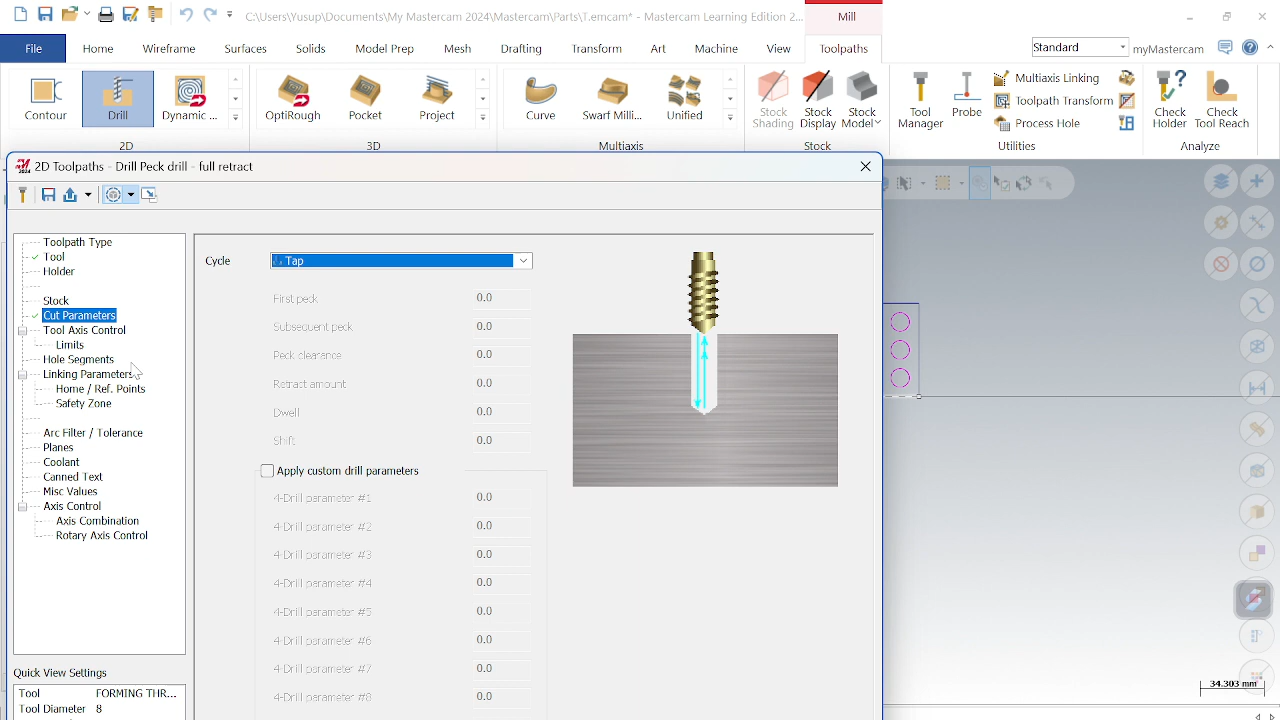 C:\Users\Yusup\Documents\My Mastercam 2024\Mastercam\Parts\T.emcam* - Mastercam Learning Edition 2...
Mill
File
Home
Wireframe
Surfaces
Solids
Model Prep
Mesh
Drafting
Transform
Art
Machine
View
Toolpaths
Standard
myMastercam
Contour
Drill
Dynamic ...
OptiRough
Pocket
Project
Curve
Swarf Milli...
Unified
Stock Shading
Stock Display
Stock Model
Tool Manager
Probe
Multiaxis Linking
Toolpath Transform
Process Hole
Check Holder
Check Tool Reach
2D
3D
Multiaxis
Stock
Utilities
Analyze
2D Toolpaths - Drill Peck drill - full retract
Toolpath Type
Tool
Holder
Stock
Cut Parameters
Tool Axis Control
Limits
Hole Segments
Linking Parameters
Home / Ref. Points
Safety Zone
Arc Filter / Tolerance
Planes
Coolant
Canned Text
Misc Values
Axis Control
Axis Combination
Rotary Axis Control
Quick View Settings
Tool FORMING THR...
Tool Diameter 8
Cycle Tap
First peck 0.0
Subsequent peck 0.0
Peck clearance 0.0
Retract amount 0.0
Dwell 0.0
Shift 0.0
Apply custom drill parameters
4-Drill parameter #1 0.0
4-Drill parameter #2 0.0
4-Drill parameter #3 0.0
4-Drill parameter #4 0.0
4-Drill parameter #5 0.0
4-Drill parameter #6 0.0
4-Drill parameter #7 0.0
4-Drill parameter #8 0.0
34.303 mm